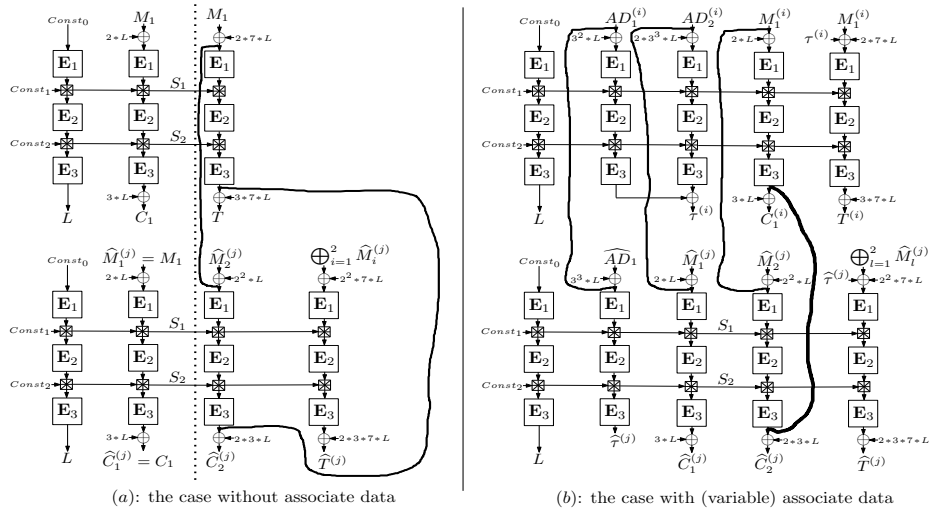 M₁ M₁ AD₁⁽ⁱ⁾ AD₂⁽ⁱ⁾ M₁⁽ⁱ⁾ M₁⁽ⁱ⁾
Const₀ 2∗L 2∗7∗L Const₀ 3²∗L 2∗3³∗L 2∗L τ⁽ⁱ⁾ 2∗7∗L
E₁ E₁ E₁ E₁ E₁ E₁ E₁ E₁
Const₁ S₁ Const₁
E₂ E₂ E₂ E₂ E₂ E₂ E₂ E₂
Const₂ S₂ Const₂
E₃ E₃ E₃ E₃ E₃ E₃ E₃ E₃
3∗L 3∗7∗L 3∗L 3∗7∗L
L C₁ T L τ⁽ⁱ⁾ C₁⁽ⁱ⁾ T⁽ⁱ⁾
M̂₁⁽ʲ⁾ = M₁ M̂₂⁽ʲ⁾ ⊕²ᵢ₌₁ M̂ᵢ⁽ʲ⁾ ÂD₁ M̂₁⁽ʲ⁾ M̂₂⁽ʲ⁾ ⊕²ₗ₌₁ M̂ₗ⁽ʲ⁾
Const₀ 2∗L 2²∗L 2²∗7∗L Const₀ 3³∗L 2∗L 2²∗L τ̂⁽ʲ⁾ 2²∗7∗L
E₁ E₁ E₁ E₁ E₁ E₁ E₁ E₁ E₁
Const₁ S₁ Const₁ S₁
E₂ E₂ E₂ E₂ E₂ E₂ E₂ E₂ E₂
Const₂ S₂ Const₂ S₂
E₃ E₃ E₃ E₃ E₃ E₃ E₃ E₃ E₃
3∗L 2∗3∗L 2∗3∗7∗L 3∗L 2∗3∗L 2∗3∗7∗L
L Ĉ₁⁽ʲ⁾ = C₁ Ĉ₂⁽ʲ⁾ T̂⁽ʲ⁾ L τ̂⁽ʲ⁾ Ĉ₁⁽ʲ⁾ Ĉ₂⁽ʲ⁾ T̂⁽ʲ⁾
(a): the case without associate data (b): the case with (variable) associate data